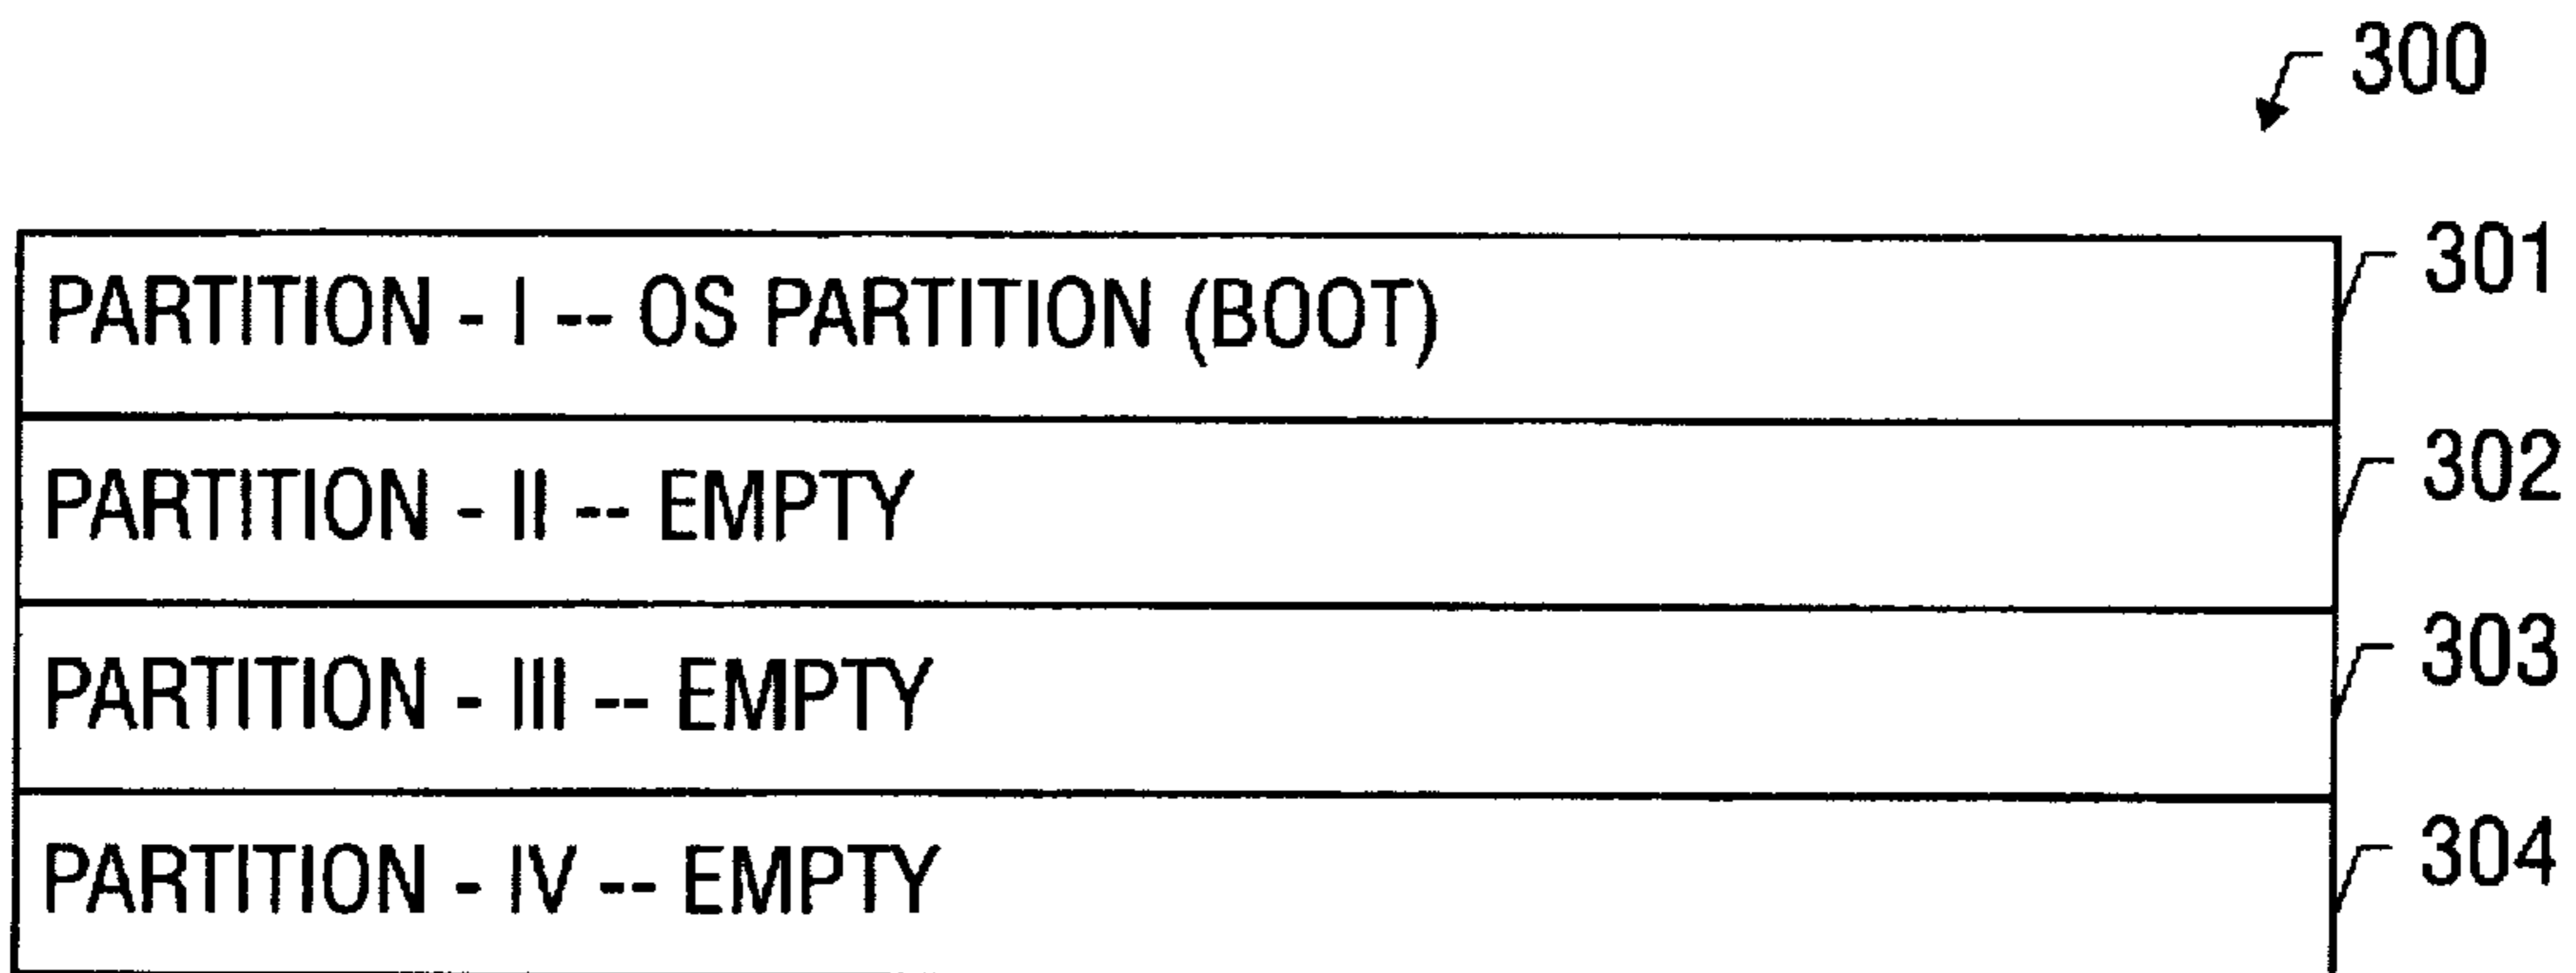 300
PARTITION - I -- OS PARTITION (BOOT) 301
PARTITION - II -- EMPTY 302
PARTITION - III -- EMPTY 303
PARTITION - IV -- EMPTY 304